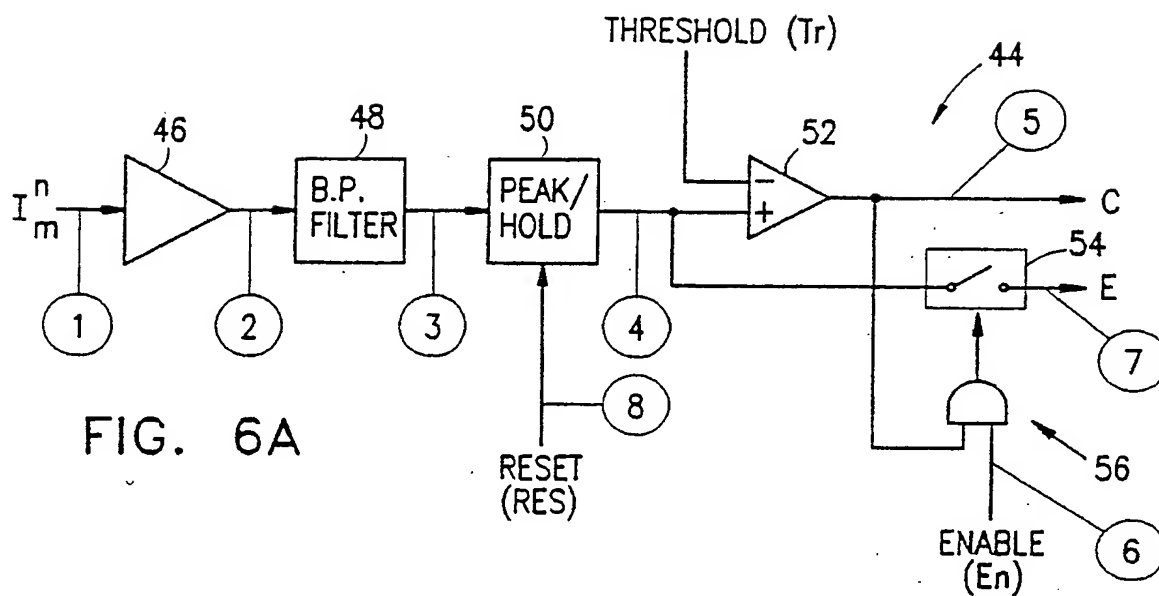 THRESHOLD (Tr)
44
46
48
50
52
5
I n m
B.P.
FILTER
PEAK/
HOLD
−
+
C
54
E
1
2
3
4
7
8
FIG. 6A
RESET
(RES)
56
6
ENABLE
(En)